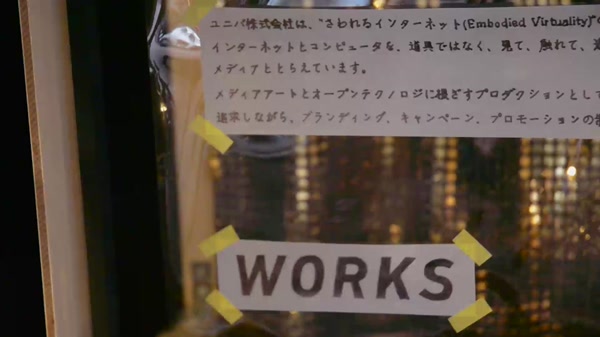 ユニバ株式会社は、"さわれるインターネット(Embodied Virtuality)"
インターネットとコンピュータを、道具ではなく、見て、触れて、
メディアととらえています。
メディアアートとオープンテクノロジに根ざすプロダクションとして
追求しながら、ブランディング、キャンペーン、プロモーションの
WORKS